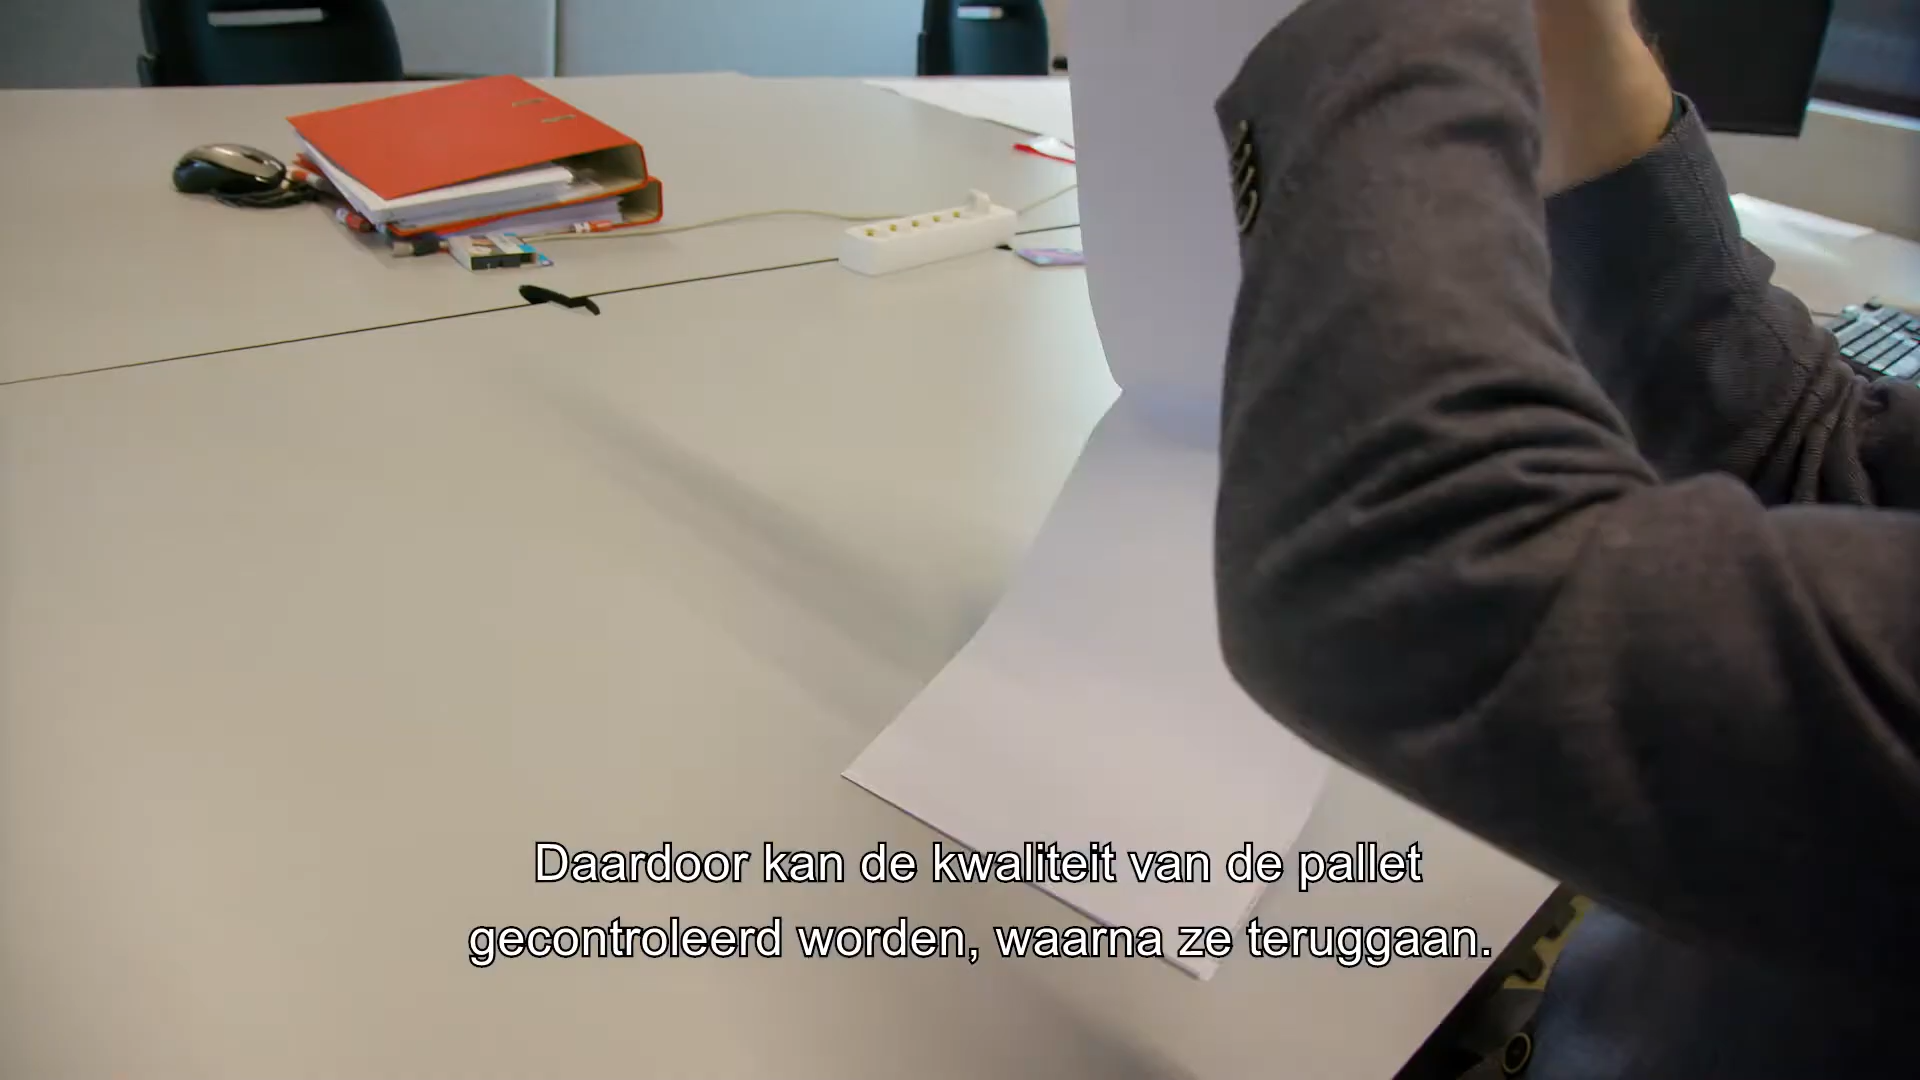 Daardoor kan de kwaliteit van de pallet
gecontroleerd worden, waarna ze teruggaan.